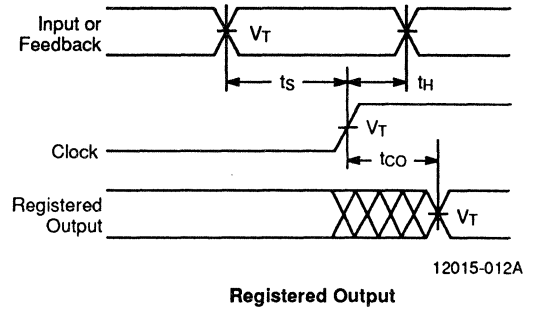 Input or
Feedback
VT
tS
tH
Clock
VT
tCO
Registered
Output
VT
12015-012A
Registered Output